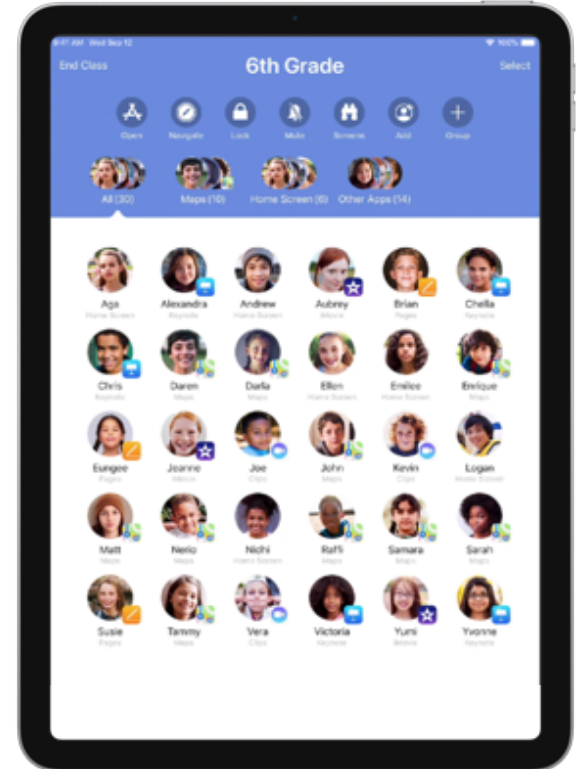 9:41 AM Wed Sep 12
100%
End Class
6th Grade
Select
Open Navigate Lock Mute Screens Add Group
All (30) Maps (10) Home Screen (6) Other Apps (14)
Aga Alexandra Andrew Aubrey Brian Chella
Home Screen Keynote Home Screen iMovie Pages Keynote
Chris Daren Darla Ellen Emilee Enrique
Keynote Maps Maps Home Screen Home Screen Maps
Eungee Jeanne Joe John Kevin Logan
Pages iMovie Clips Maps Clips Home Screen
Matt Nerio Nidhi Raffi Samara Sarah
Maps Maps Home Screen Maps Maps Maps
Susie Tammy Vera Victoria Yumi Yvonne
Pages Maps Clips Keynote iMovie Keynote